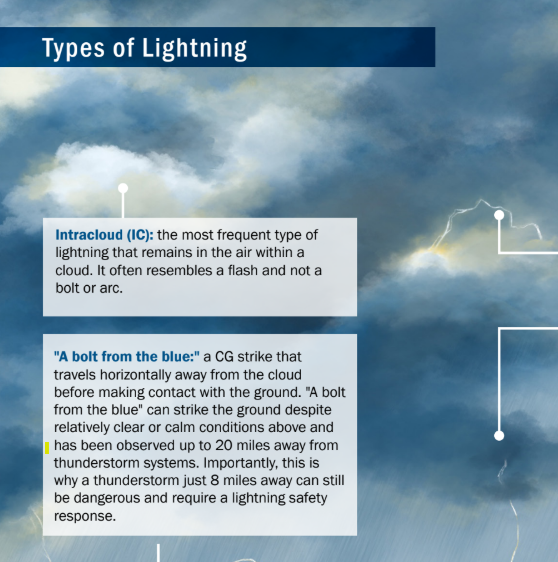 Types of Lightning
Intracloud (IC): the most frequent type of
lightning that remains in the air within a
cloud. It often resembles a flash and not a
bolt or arc.
"A bolt from the blue:" a CG strike that
travels horizontally away from the cloud
before making contact with the ground. "A bolt
from the blue" can strike the ground despite
relatively clear or calm conditions above and
has been observed up to 20 miles away from
thunderstorm systems. Importantly, this is
why a thunderstorm just 8 miles away can still
be dangerous and require a lightning safety
response.